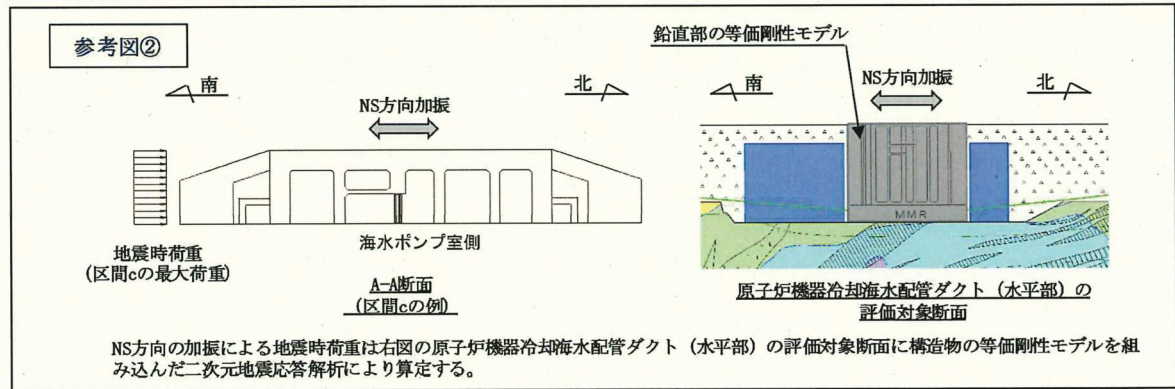 参考図②
南
北
NS方向加振
地震時荷重
(区間cの最大荷重)
海水ポンプ室側
A-A断面
(区間cの例)
鉛直部の等価剛性モデル
南
北
NS方向加振
MMR
原子炉機器冷却海水配管ダクト（水平部）の
評価対象断面
NS方向の加振による地震時荷重は右図の原子炉機器冷却海水配管ダクト（水平部）の評価対象断面に構造物の等価剛性モデルを組
み込んだ二次元地震応答解析により算定する。